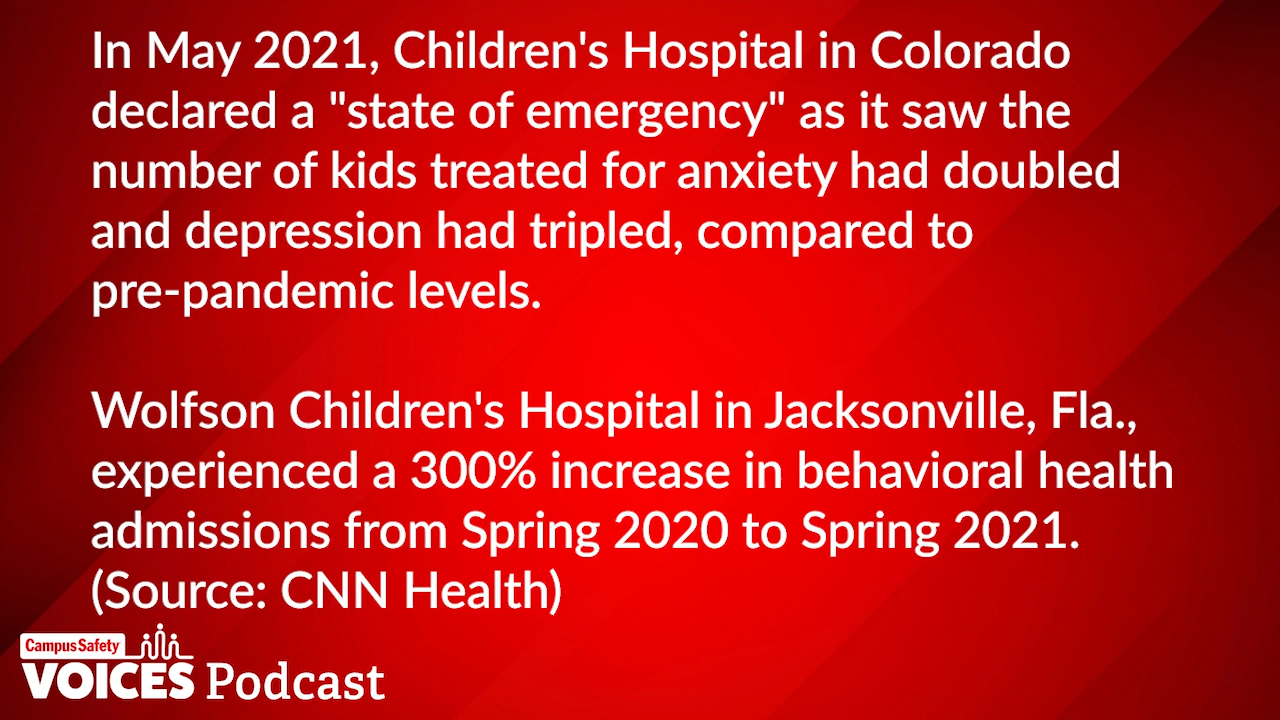 In May 2021, Children's Hospital in Colorado
declared a "state of emergency" as it saw the
number of kids treated for anxiety had doubled
and depression had tripled, compared to
pre-pandemic levels.
Wolfson Children's Hospital in Jacksonville, Fla.,
experienced a 300% increase in behavioral health
admissions from Spring 2020 to Spring 2021.
(Source: CNN Health)
Campus Safety
VOICES Podcast